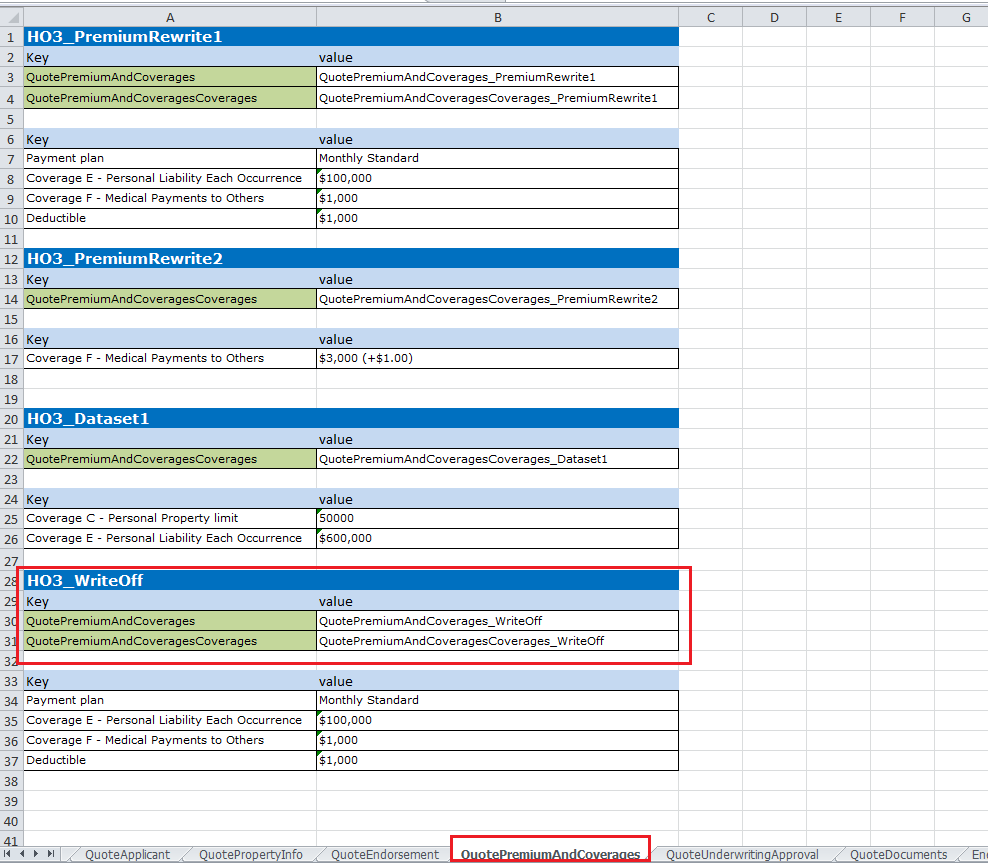 A B C D E F G
1 HO3_PremiumRewrite1
2 Key value
3 QuotePremiumAndCoverages QuotePremiumAndCoverages_PremiumRewrite1
4 QuotePremiumAndCoveragesCoverages QuotePremiumAndCoveragesCoverages_PremiumRewrite1
5
6 Key value
7 Payment plan Monthly Standard
8 Coverage E - Personal Liability Each Occurrence $100,000
9 Coverage F - Medical Payments to Others $1,000
10 Deductible $1,000
11
12 HO3_PremiumRewrite2
13 Key value
14 QuotePremiumAndCoveragesCoverages QuotePremiumAndCoveragesCoverages_PremiumRewrite2
15
16 Key value
17 Coverage F - Medical Payments to Others $3,000 (+$1.00)
18
19
20 HO3_Dataset1
21 Key value
22 QuotePremiumAndCoveragesCoverages QuotePremiumAndCoveragesCoverages_Dataset1
23
24 Key value
25 Coverage C - Personal Property limit 50000
26 Coverage E - Personal Liability Each Occurrence $600,000
27
28 HO3_WriteOff
29 Key value
30 QuotePremiumAndCoverages QuotePremiumAndCoverages_WriteOff
31 QuotePremiumAndCoveragesCoverages QuotePremiumAndCoveragesCoverages_WriteOff
32
33 Key value
34 Payment plan Monthly Standard
35 Coverage E - Personal Liability Each Occurrence $100,000
36 Coverage F - Medical Payments to Others $1,000
37 Deductible $1,000
38
39
40
41
QuoteApplicant QuotePropertyInfo QuoteEndorsement QuotePremiumAndCoverages QuoteUnderwritingApproval QuoteDocuments